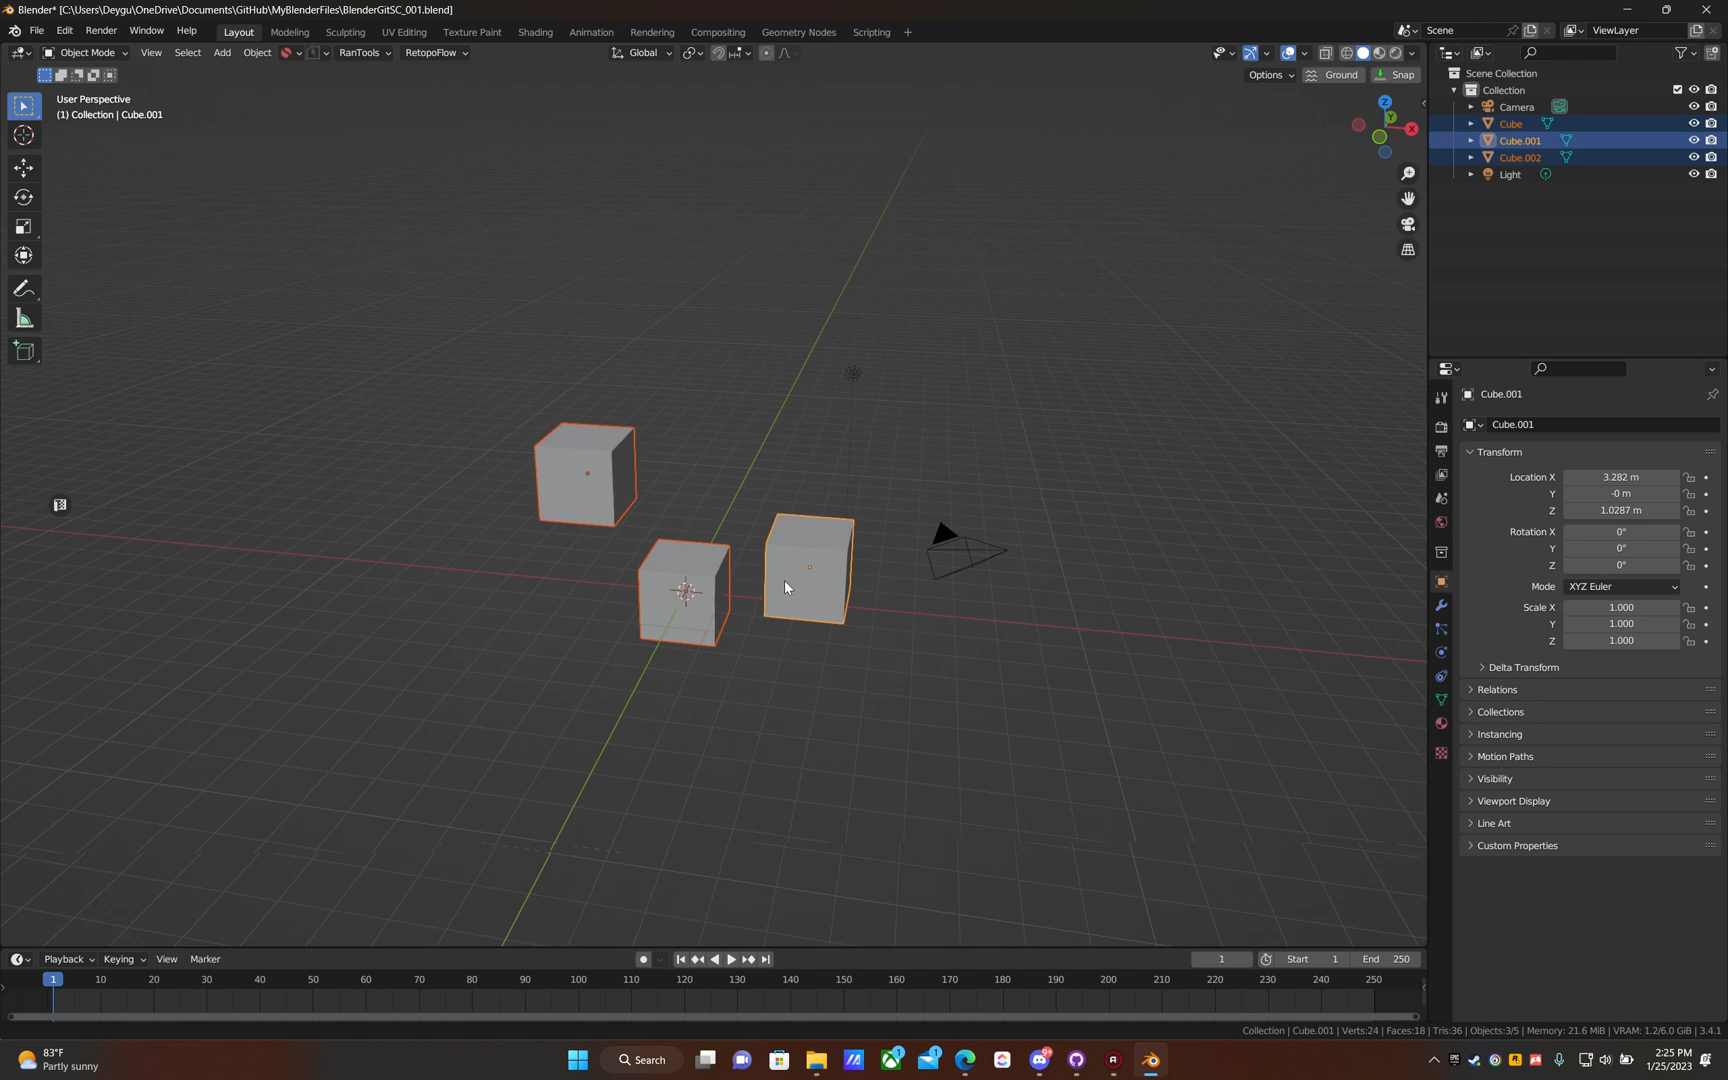 Blender* [C:\Users\Deygu\OneDrive\Documents\GitHub\MyBlenderFiles\BlenderGitSC_001.blend]
File Edit Render Window Help Layout Modeling Sculpting UV Editing Texture Paint Shading Animation Rendering Compositing Geometry Nodes Scripting + Scene ViewLayer
Object Mode View Select Add Object RanTools RetopoFlow Global
Options Ground Snap
User Perspective
(1) Collection | Cube.001
Z
Y
X
Scene Collection
Collection
Camera
Cube
Cube.001
Cube.002
Light
Cube.001
Cube.001
Transform
Location X 3.282 m
Y -0 m
Z 1.0287 m
Rotation X 0°
Y 0°
Z 0°
Mode XYZ Euler
Scale X 1.000
Y 1.000
Z 1.000
Delta Transform
Relations
Collections
Instancing
Motion Paths
Visibility
Viewport Display
Line Art
Custom Properties
Playback Keying View Marker 1 Start 1 End 250
1 10 20 30 40 50 60 70 80 90 100 110 120 130 140 150 160 170 180 190 200 210 220 230 240 250
Collection | Cube.001 | Verts:24 | Faces:18 | Tris:36 | Objects:3/5 | Memory: 21.6 MiB | VRAM: 1.2/6.0 GiB | 3.4.1
83°F
Partly sunny
Search
1
1
9+
2:25 PM
1/25/2023